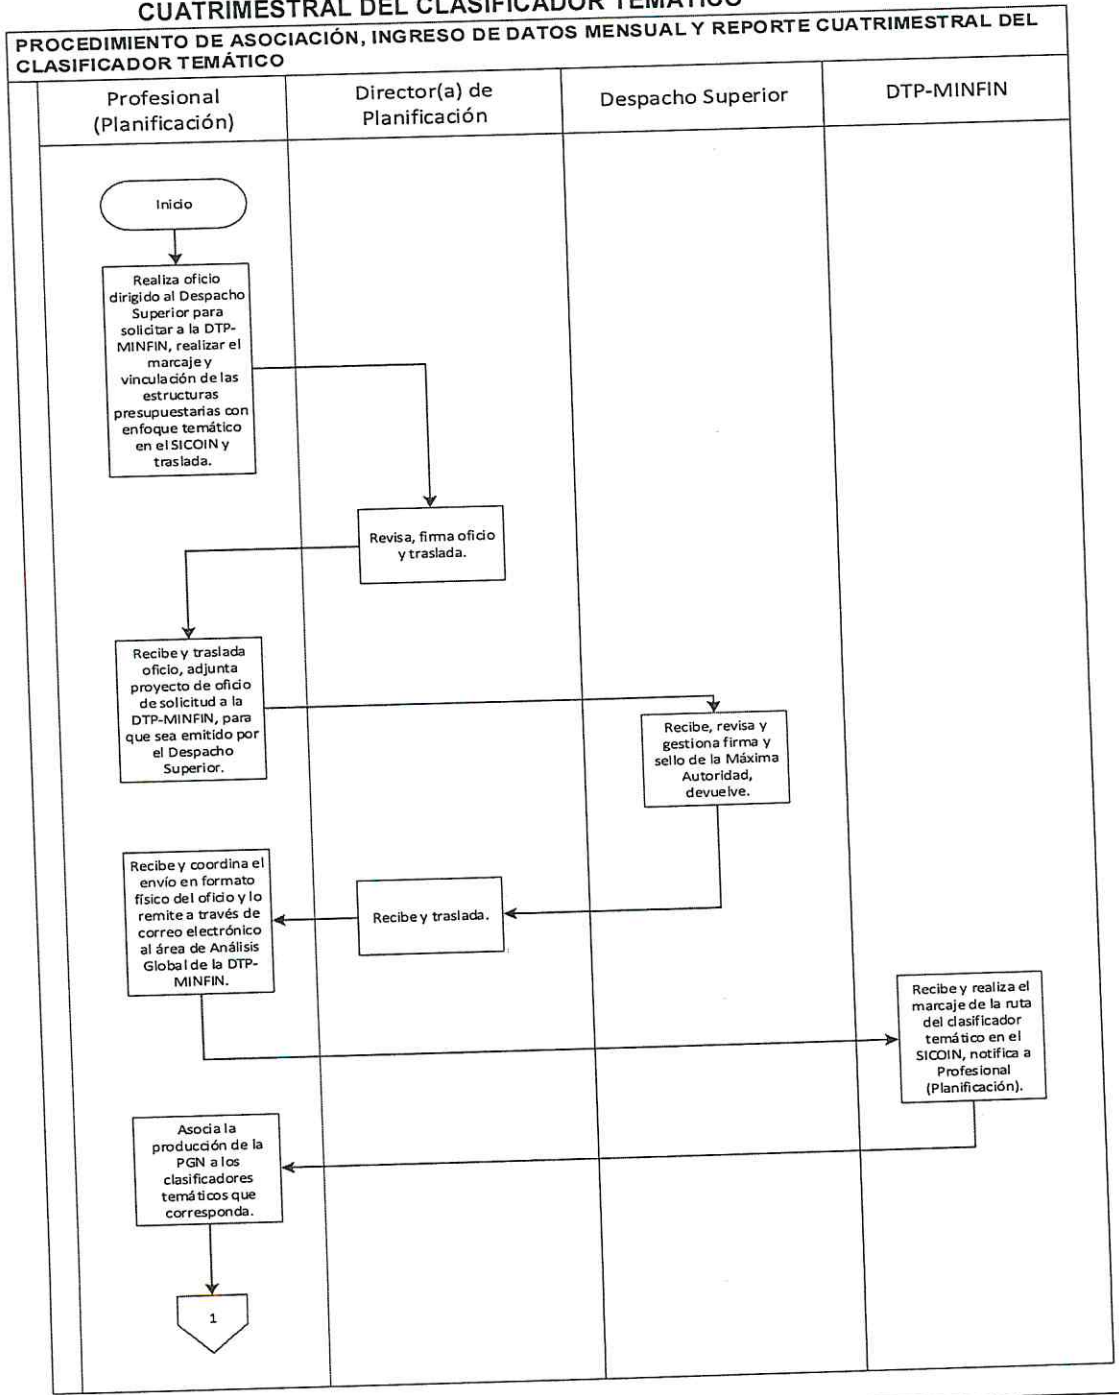 CUATRIMESTRAL DEL CLASIFICADOR TEMÁTICO
PROCEDIMIENTO DE ASOCIACIÓN, INGRESO DE DATOS MENSUAL Y REPORTE CUATRIMESTRAL DEL
CLASIFICADOR TEMÁTICO
Profesional
(Planificación)
Director(a) de
Planificación
Despacho Superior
DTP-MINFIN
Inicio
Realiza oficio
dirigido al Despacho
Superior para
solicitar a la DTP-
MINFIN, realizar el
marcaje y
vinculación de las
estructuras
presupuestarias con
enfoque temático
en el SICOIN y
traslada.
Revisa, firma oficio
y traslada.
Recibe y traslada
oficio, adjunta
proyecto de oficio
de solicitud a la
DTP-MINFIN, para
que sea emitido por
el Despacho
Superior.
Recibe, revisa y
gestiona firma y
sello de la Máxima
Autoridad,
devuelve.
Recibe y traslada.
Recibe y coordina el
envío en formato
físico del oficio y lo
remite a través de
correo electrónico
al área de Análisis
Global de la DTP-
MINFIN.
Recibe y realiza el
marcaje de la ruta
del clasificador
temático en el
SICOIN, notifica a
Profesional
(Planificación).
Asocia la
producción de la
PGN a los
clasificadores
temáticos que
corresponda.
1